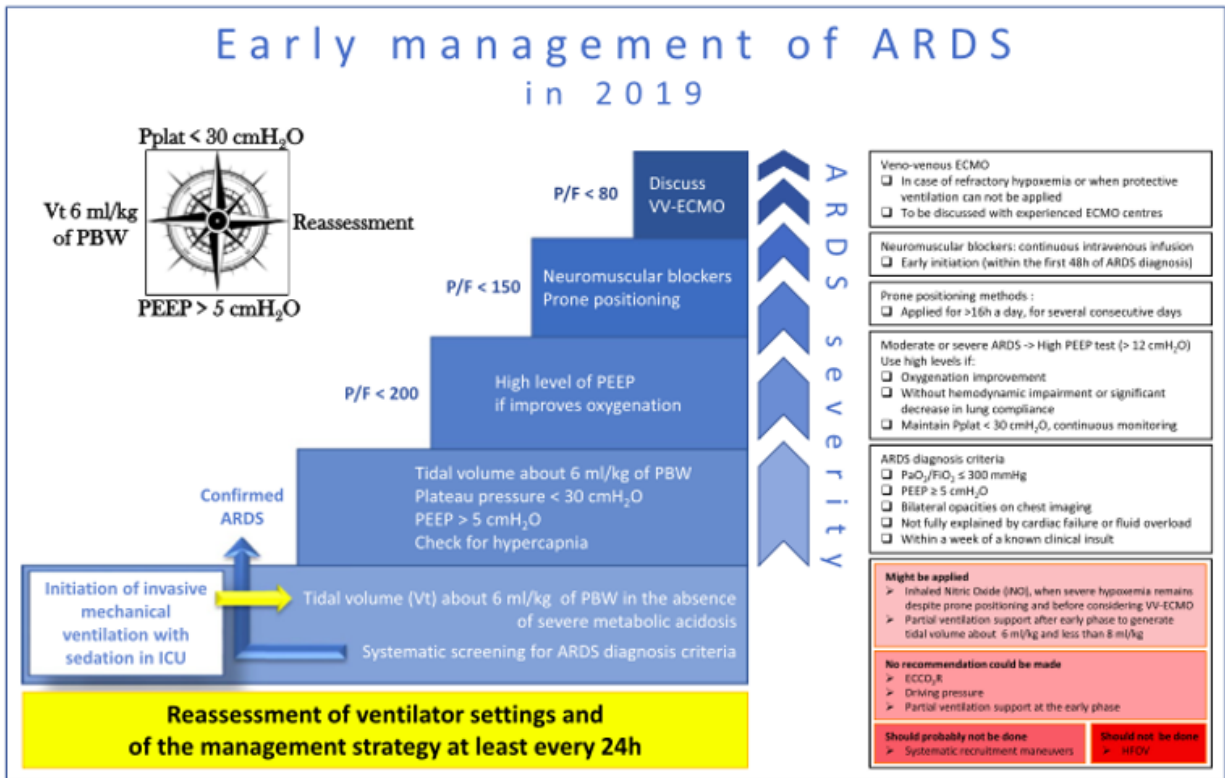 Early management of ARDS
in 2019
Pplat < 30 cmH₂O
Vt 6 ml/kg
of PBW
Reassessment
PEEP > 5 cmH₂O
P/F < 80
Discuss
VV-ECMO
P/F < 150
Neuromuscular blockers
Prone positioning
P/F < 200
High level of PEEP
if improves oxygenation
Confirmed
ARDS
Tidal volume about 6 ml/kg of PBW
Plateau pressure < 30 cmH₂O
PEEP > 5 cmH₂O
Check for hypercapnia
Initiation of invasive
mechanical
ventilation with
sedation in ICU
Tidal volume (Vt) about 6 ml/kg of PBW in the absence
of severe metabolic acidosis
Systematic screening for ARDS diagnosis criteria
Reassessment of ventilator settings and
of the management strategy at least every 24h
ARDS severity
Veno-venous ECMO
❑ In case of refractory hypoxemia or when protective
ventilation can not be applied
❑ To be discussed with experienced ECMO centres
Neuromuscular blockers: continuous intravenous infusion
❑ Early initiation (within the first 48h of ARDS diagnosis)
Prone positioning methods :
❑ Applied for >16h a day, for several consecutive days
Moderate or severe ARDS -> High PEEP test (> 12 cmH₂O)
Use high levels if:
❑ Oxygenation improvement
❑ Without hemodynamic impairment or significant
decrease in lung compliance
❑ Maintain Pplat < 30 cmH₂O, continuous monitoring
ARDS diagnosis criteria
❑ PaO₂/FiO₂ ≤ 300 mmHg
❑ PEEP ≥ 5 cmH₂O
❑ Bilateral opacities on chest imaging
❑ Not fully explained by cardiac failure or fluid overload
❑ Within a week of a known clinical insult
Might be applied
➢ Inhaled Nitric Oxide (iNO), when severe hypoxemia remains
despite prone positioning and before considering VV-ECMO
➢ Partial ventilation support after early phase to generate
tidal volume about 6 ml/kg and less than 8 ml/kg
No recommendation could be made
➢ ECCO₂R
➢ Driving pressure
➢ Partial ventilation support at the early phase
Should probably not be done
➢ Systematic recruitment maneuvers
Should not be done
➢ HFOV